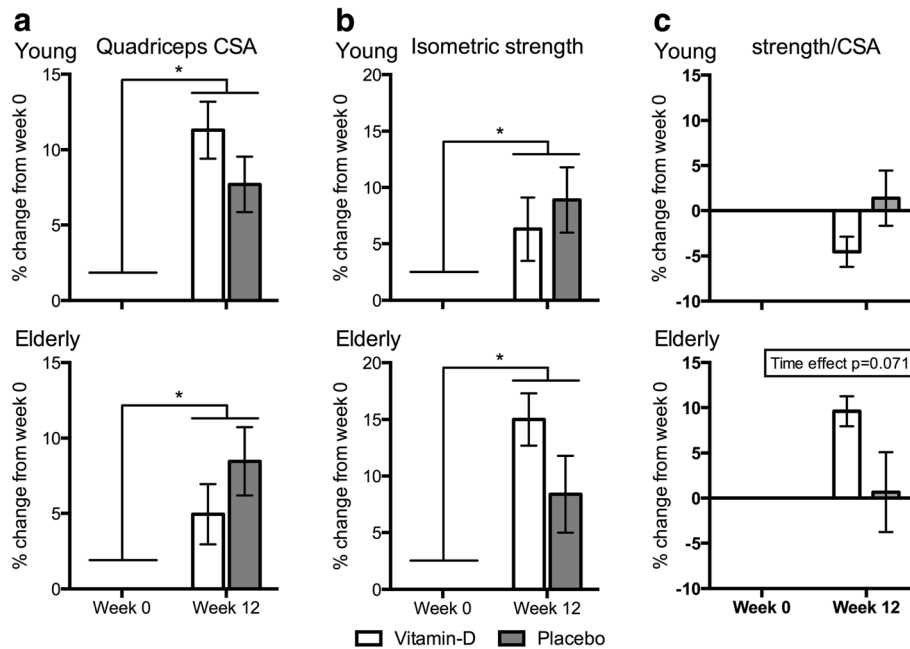 a
Quadriceps CSA
Young
*
15
10
5
0
% change from week 0
b
Isometric strength
Young
*
20
15
10
5
0
% change from week 0
c
strength/CSA
Young
15
10
5
0
-5
-10
% change from week 0
Elderly
*
15
10
5
0
% change from week 0
Week 0 Week 12
Elderly
*
20
15
10
5
0
% change from week 0
Week 0 Week 12
Elderly
Time effect p=0.071
15
10
5
0
-5
-10
% change from week 0
Week 0 Week 12
Vitamin-D Placebo